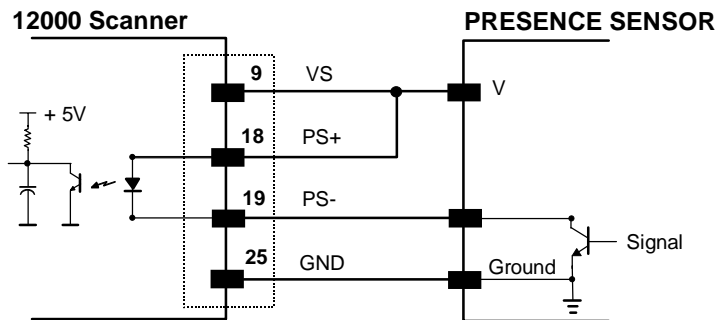 12000 Scanner
PRESENCE SENSOR
9 VS V
+ 5V
18 PS+
19 PS-
Signal
25 GND Ground